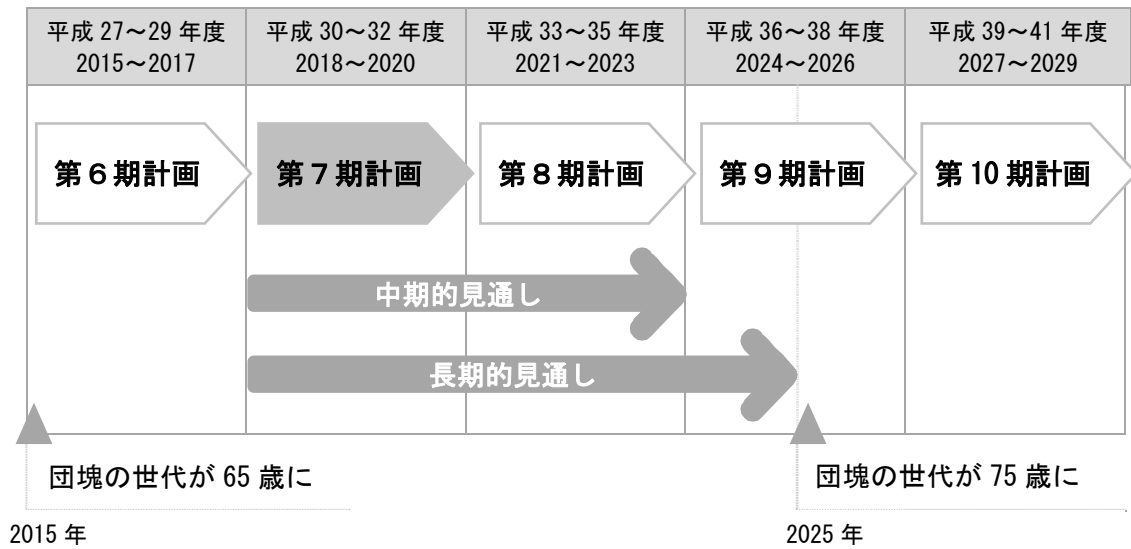 平成 27～29 年度
2015～2017
平成 30～32 年度
2018～2020
平成 33～35 年度
2021～2023
平成 36～38 年度
2024～2026
平成 39～41 年度
2027～2029
第６期計画
第７期計画
第８期計画
第９期計画
第 10 期計画
中期的見通し
長期的見通し
団塊の世代が 65 歳に
団塊の世代が 75 歳に
2015 年
2025 年